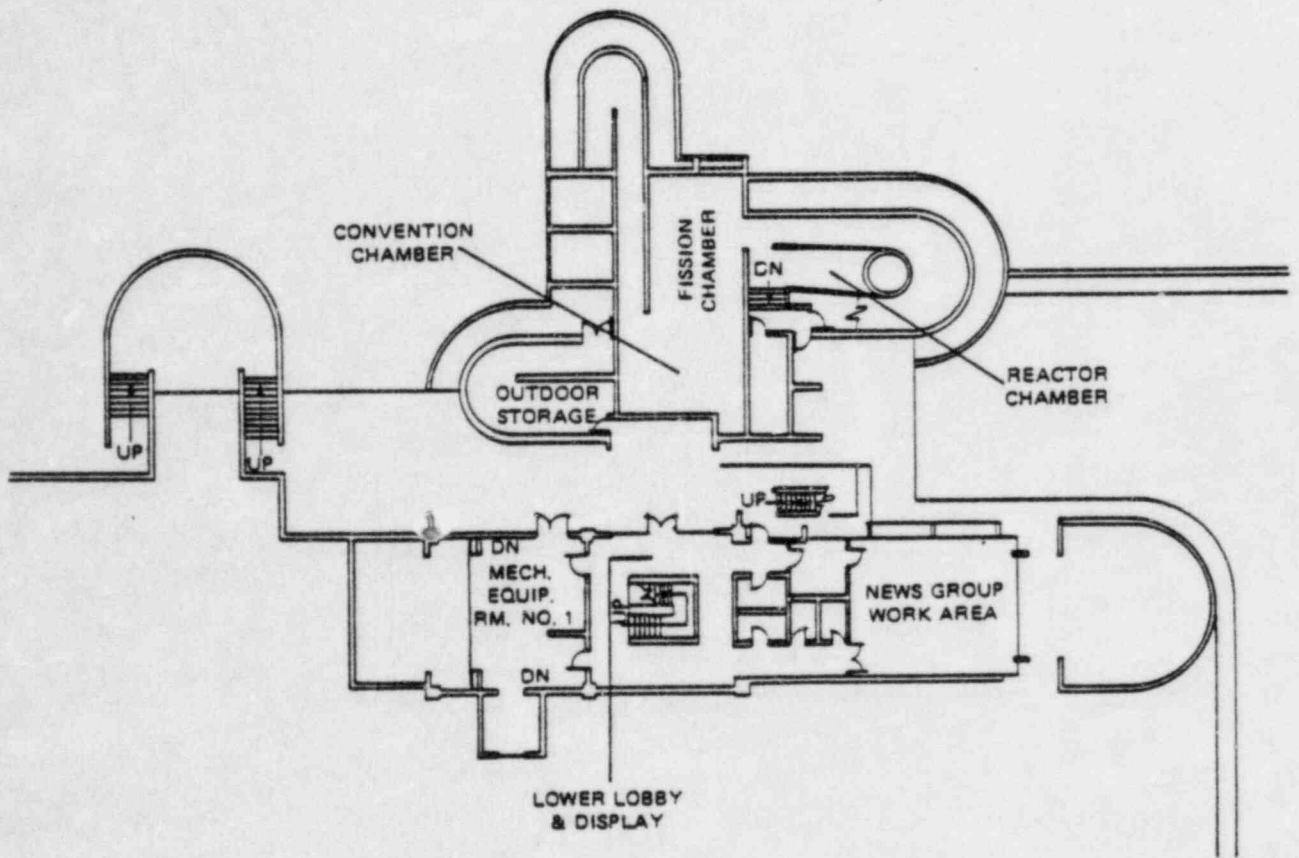 CONVENTION
CHAMBER
FISSION
CHAMBER
DN
REACTOR
CHAMBER
OUTDOOR
STORAGE
UP
UP
UP
DN
MECH.
EQUIP.
RM. NO. 1
DN
NEWS GROUP
WORK AREA
LOWER LOBBY
& DISPLAY